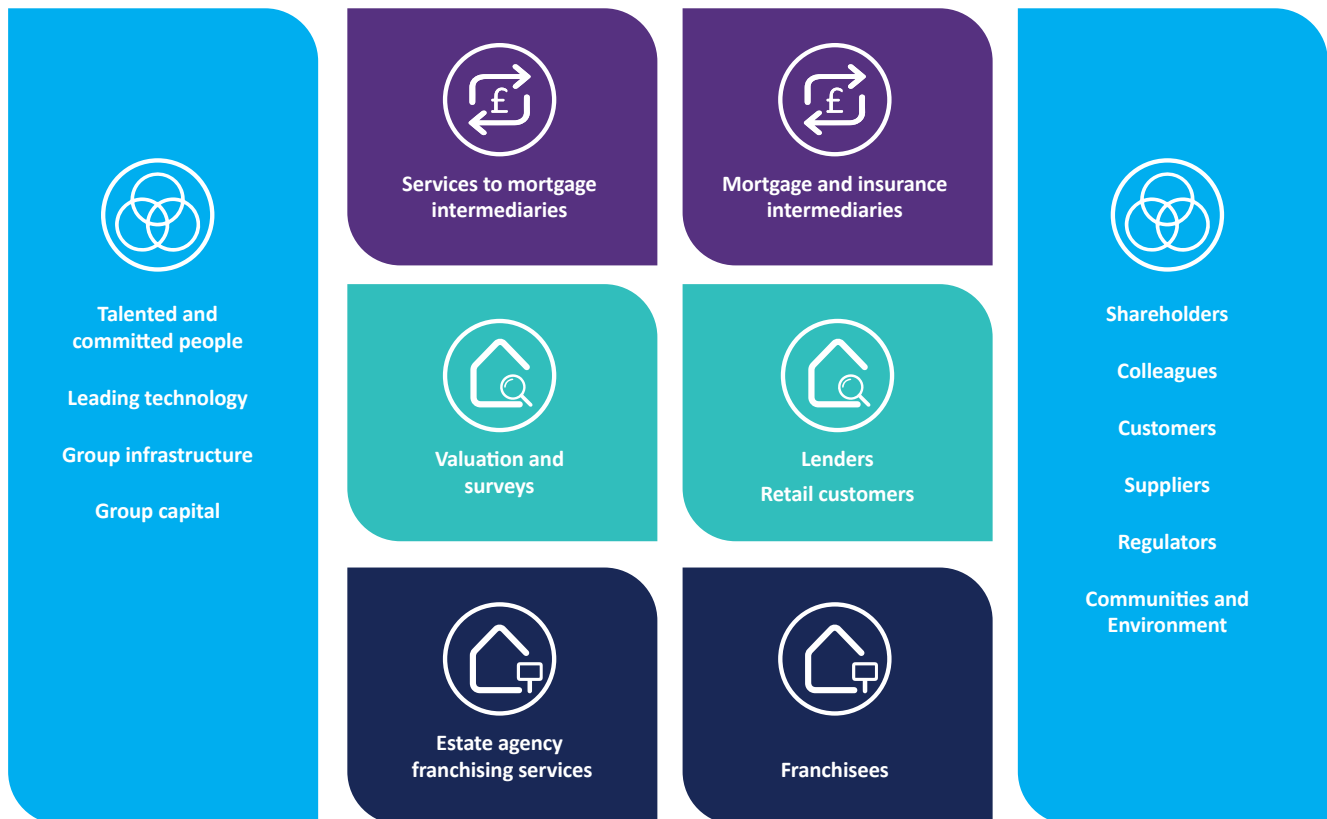 Talented and
committed people
Leading technology
Group infrastructure
Group capital
£
Services to mortgage
intermediaries
£
Mortgage and insurance
intermediaries
Valuation and
surveys
Lenders
Retail customers
Estate agency
franchising services
Franchisees
Shareholders
Colleagues
Customers
Suppliers
Regulators
Communities and
Environment